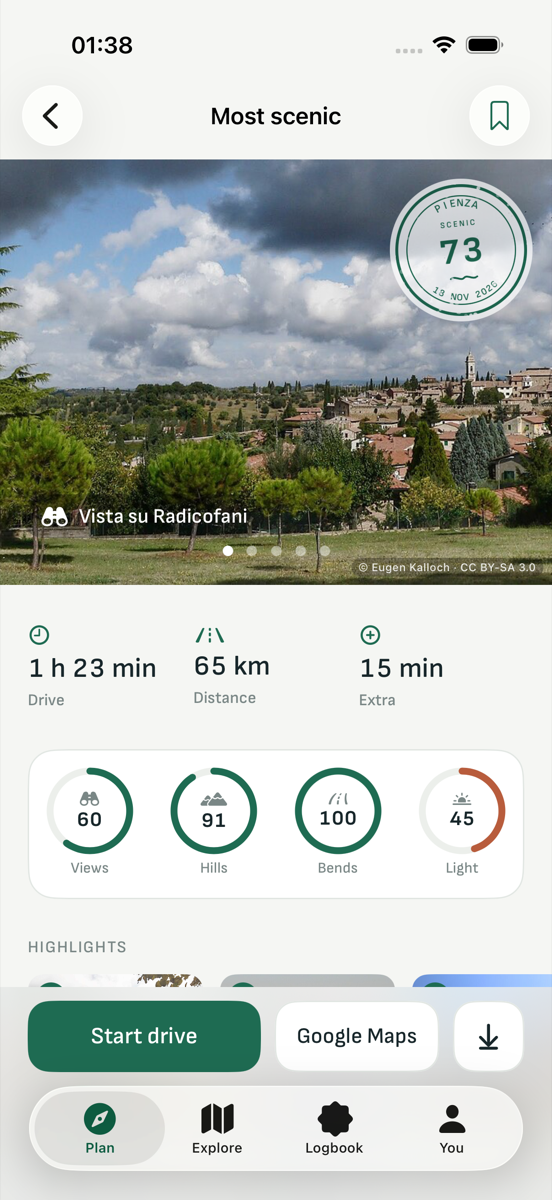 01:38
Most scenic
PIENZA
SCENIC
73
13 NOV 2020
Vista su Radicofani
© Eugen Kalloch · CC BY-SA 3.0
1 h 23 min
65 km
15 min
Drive
Distance
Extra
60
91
100
45
Views
Hills
Bends
Light
HIGHLIGHTS
Start drive
Google Maps
Plan
Explore
Logbook
You